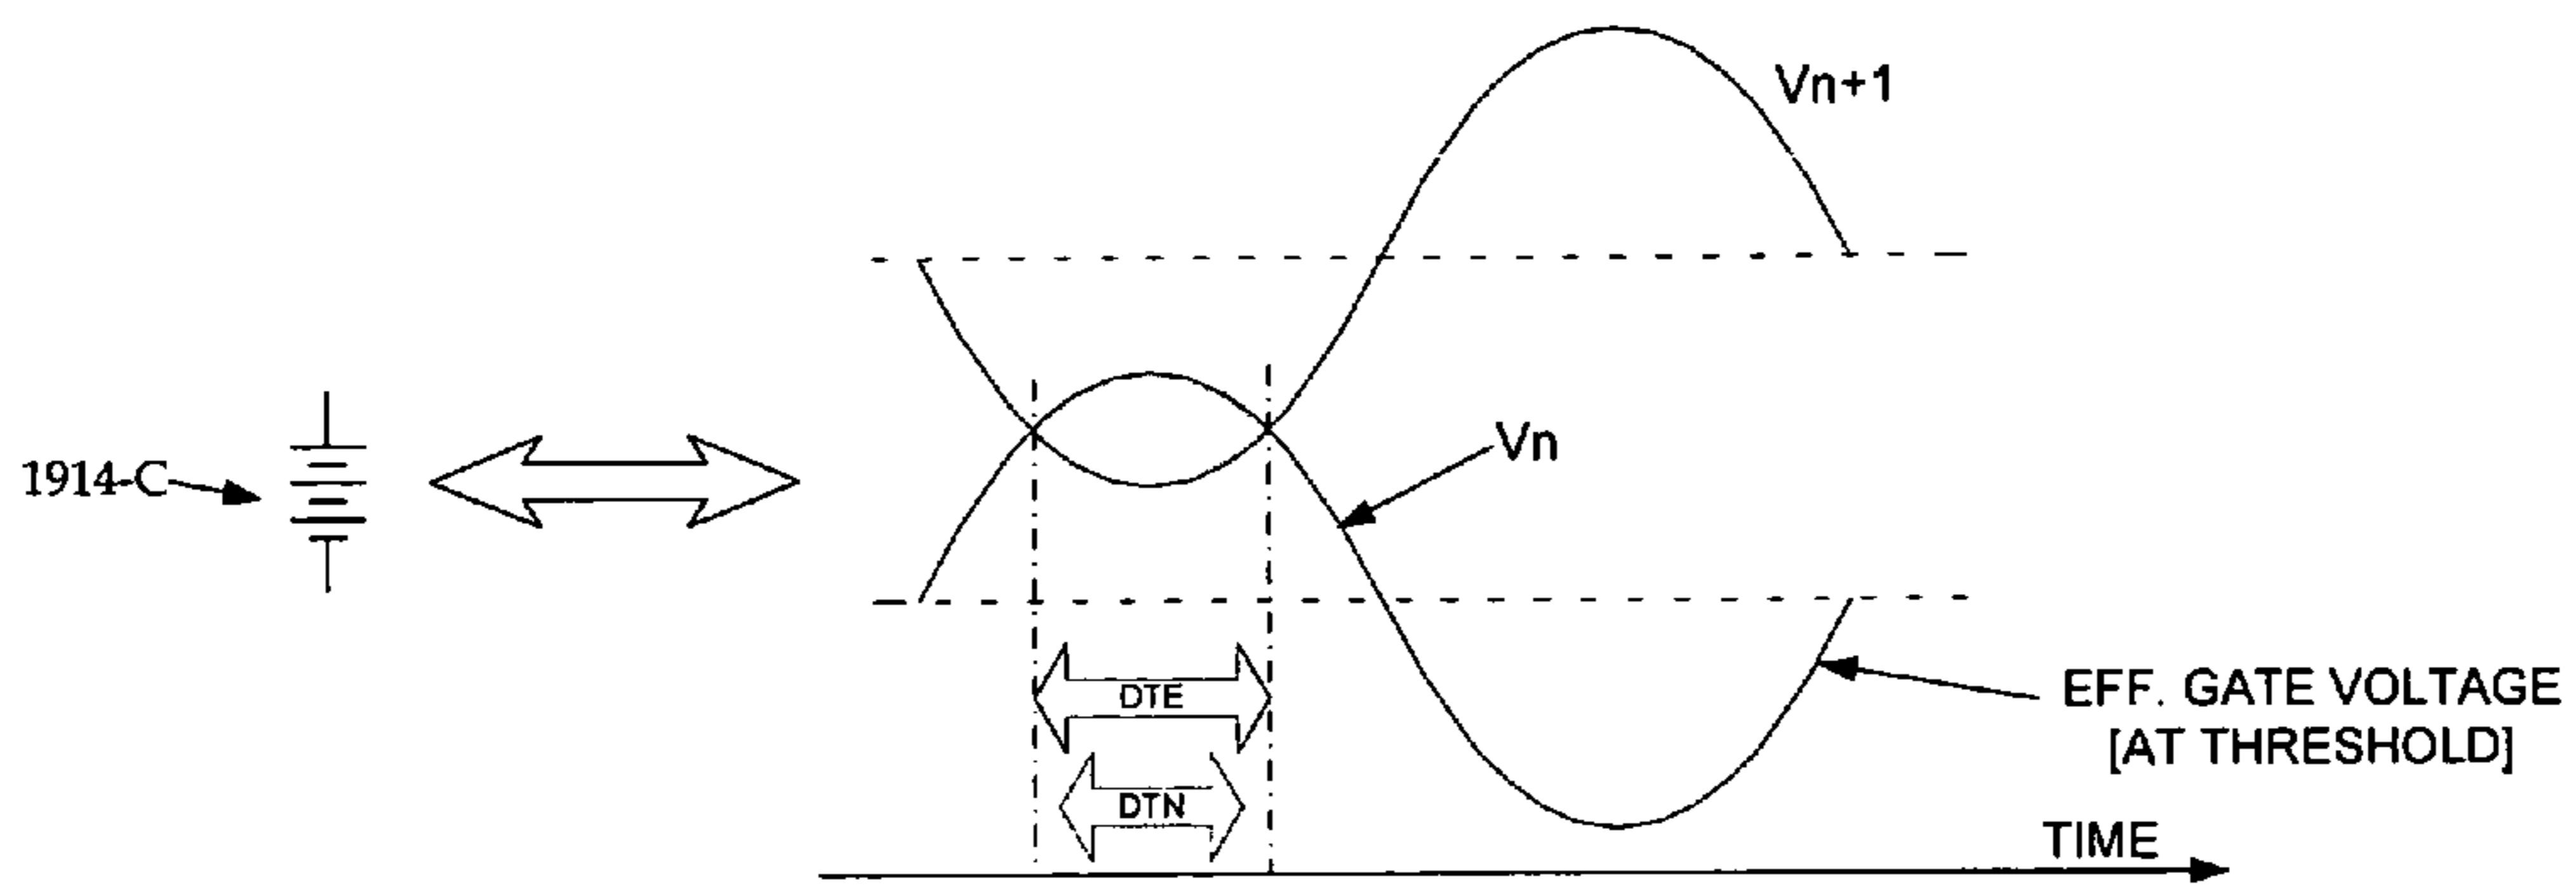 Vn+1
Vn
1914-C
DTE
EFF. GATE VOLTAGE
[AT THRESHOLD]
DTN
TIME